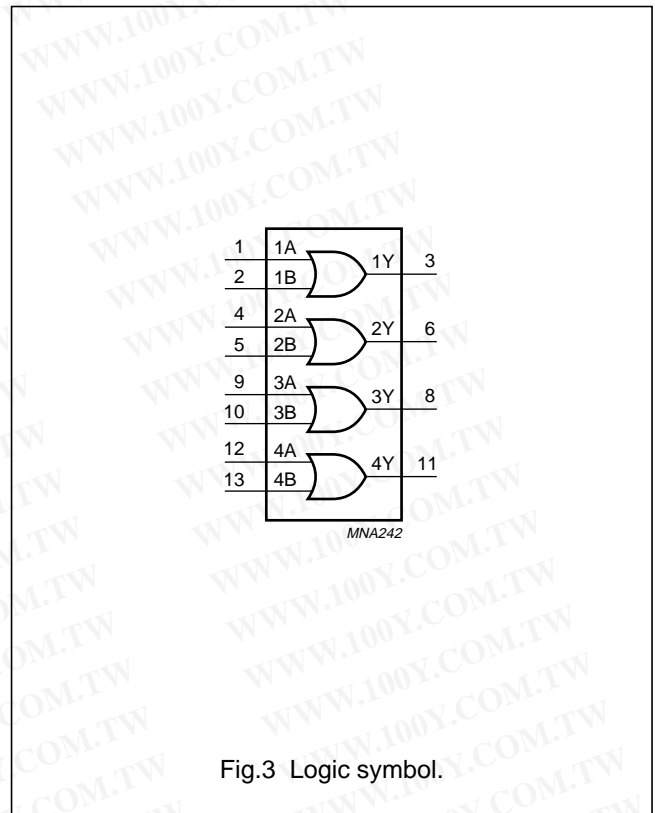 WWW.100Y.COM.TW
1 1A 1Y 3
2 1B
4 2A 2Y 6
5 2B
9 3A 3Y 8
10 3B
12 4A 4Y 11
13 4B
MNA242
Fig.3 Logic symbol.